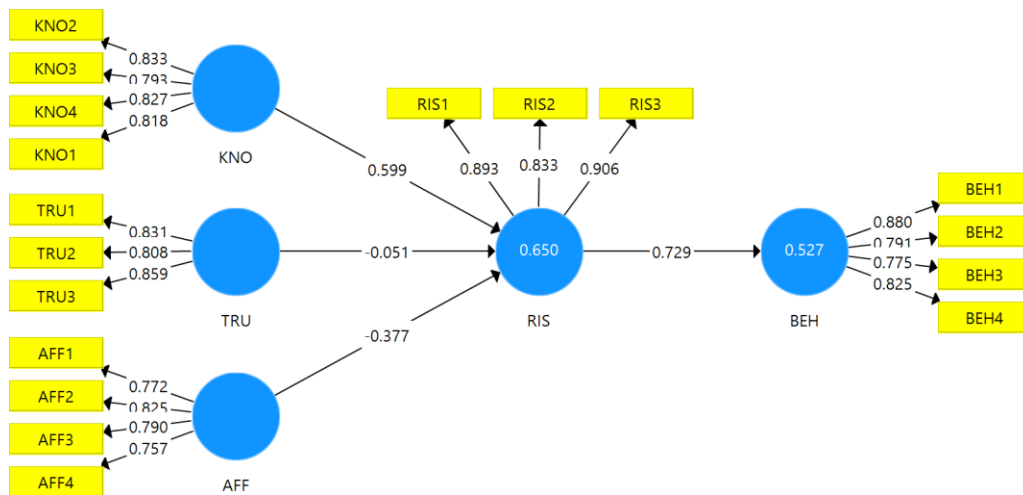 KNO2
KNO3
KNO4
KNO1
0.833
0.793
0.827
0.818
KNO
TRU1
TRU2
TRU3
0.831
0.808
0.859
TRU
AFF1
AFF2
AFF3
AFF4
0.772
0.825
0.790
0.757
AFF
0.599
-0.051
-0.377
RIS1
RIS2
RIS3
0.893
0.833
0.906
0.650
RIS
0.729
0.527
BEH
0.880
0.791
0.775
0.825
BEH1
BEH2
BEH3
BEH4